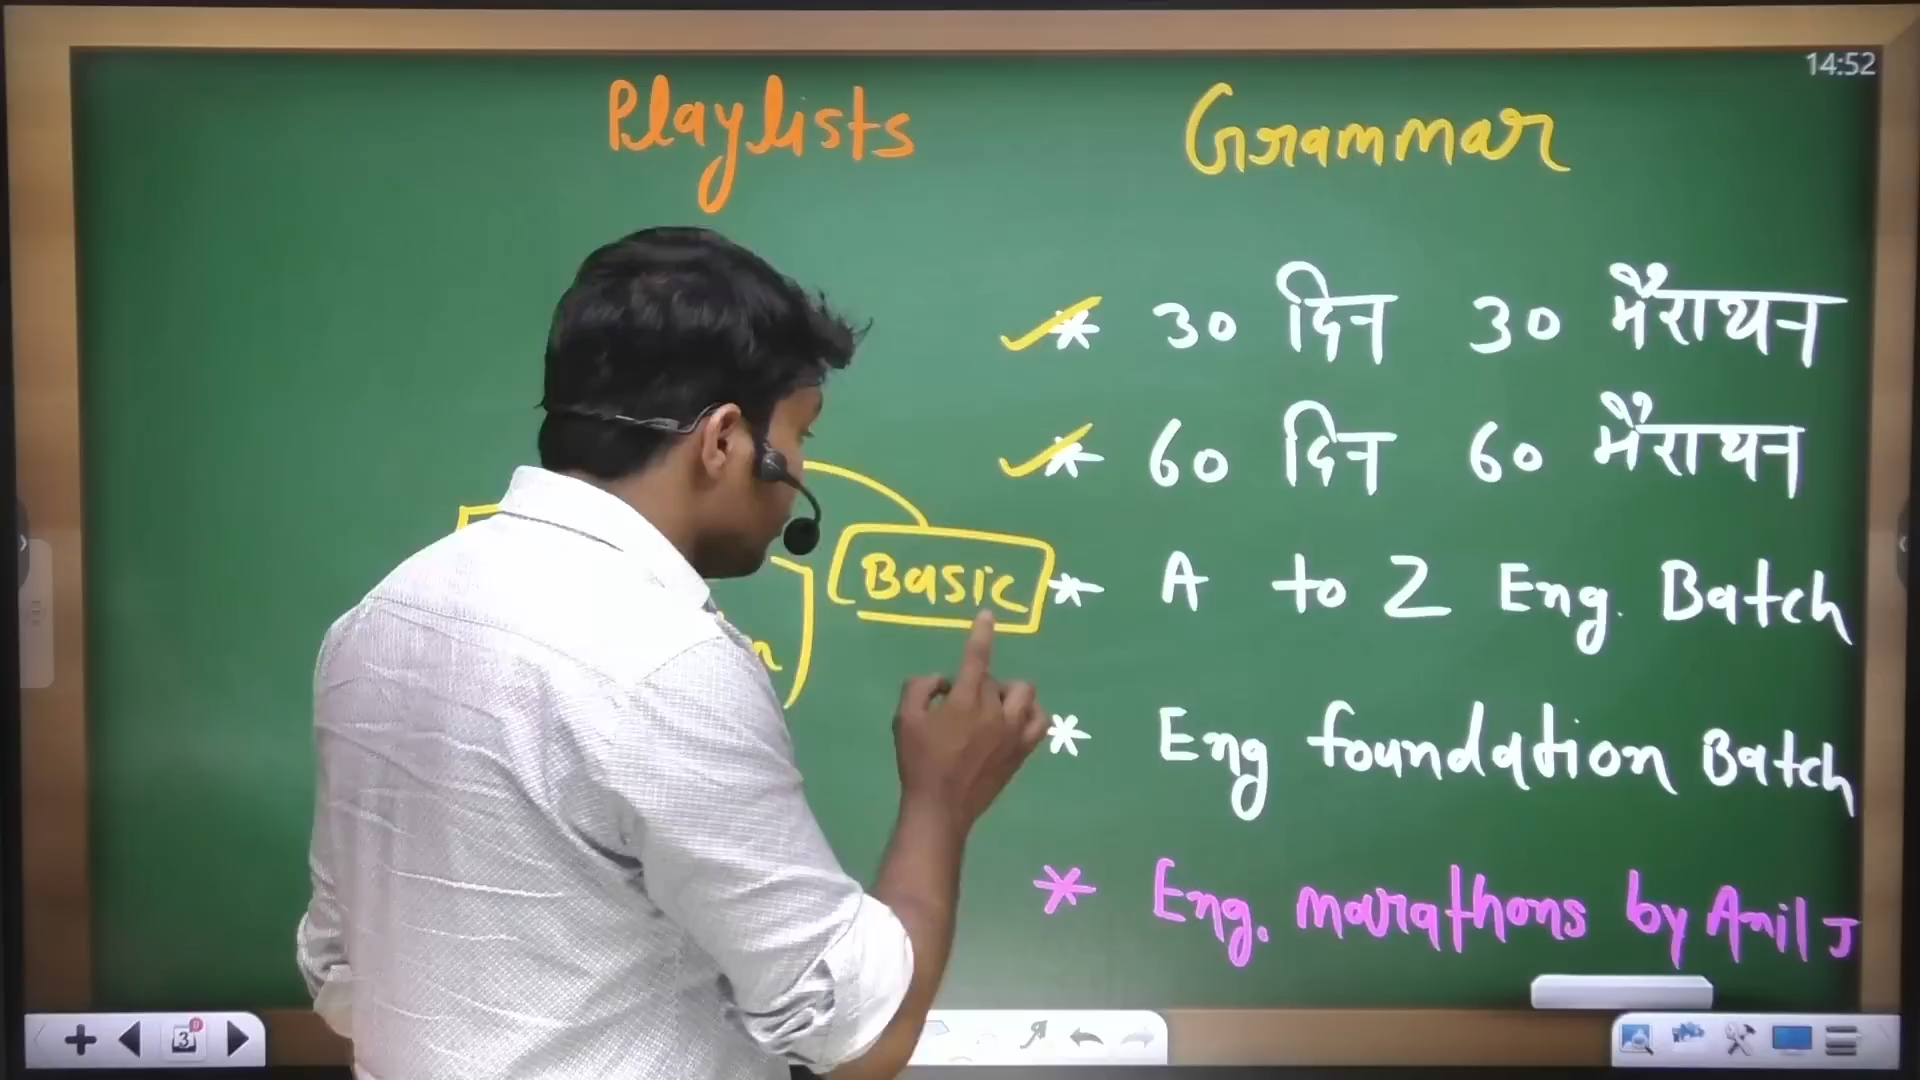 14:52
Playlists Grammar
* 30 दिन 30 मैराथन
* 60 दिन 60 मैराथन
Basic * A to Z Eng. Batch
* Eng foundation Batch
* Eng. marathons by Anil J
3